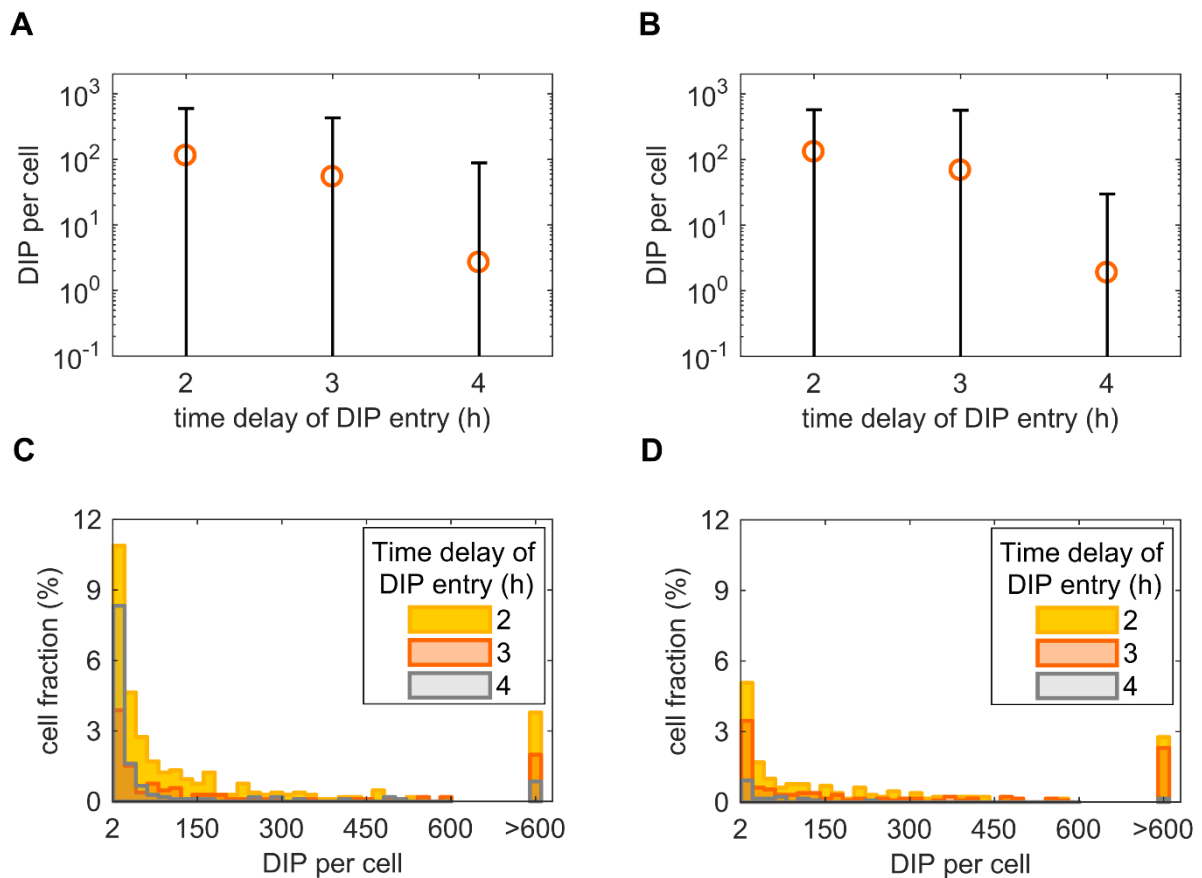 A
B
10^3
10^2
10^1
10^0
10^-1
DIP per cell
2 3 4
time delay of DIP entry (h)
10^3
10^2
10^1
10^0
10^-1
DIP per cell
2 3 4
time delay of DIP entry (h)
C
D
12
9
6
3
0
cell fraction (%)
Time delay of
DIP entry (h)
2
3
4
2 150 300 450 600 >600
DIP per cell
12
9
6
3
0
cell fraction (%)
Time delay of
DIP entry (h)
2
3
4
2 150 300 450 600 >600
DIP per cell